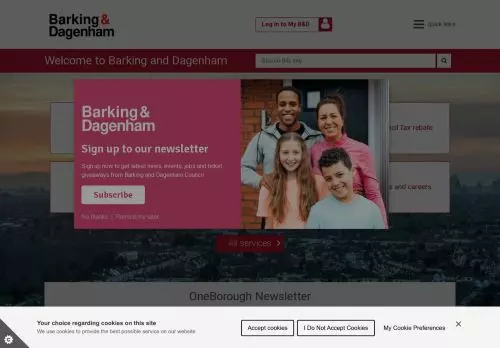 Barking&
Dagenham
Log in to My B&D
Quick links
Welcome to Barking and Dagenham
Search
Barking&
Dagenham
Sign up to our newsletter
Sign up now to get latest news, events, jobs and ticket
giveaways from Barking and Dagenham Council
Subscribe
No thanks | Remind me later
Tax rebate
and careers
All services
OneBorough Newsletter
Your choice regarding cookies on this site
We use cookies to provide the best possible service on our website
Accept cookies
I Do Not Accept Cookies
My Cookie Preferences